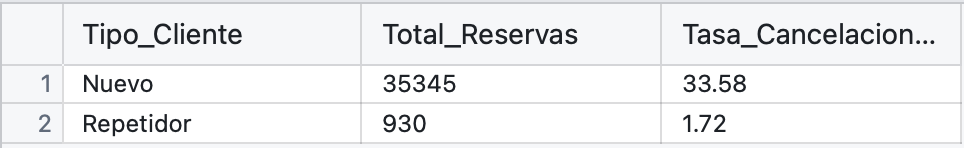 Tipo_Cliente Total_Reservas Tasa_Cancelacion...
1 Nuevo 35345 33.58
2 Repetidor 930 1.72